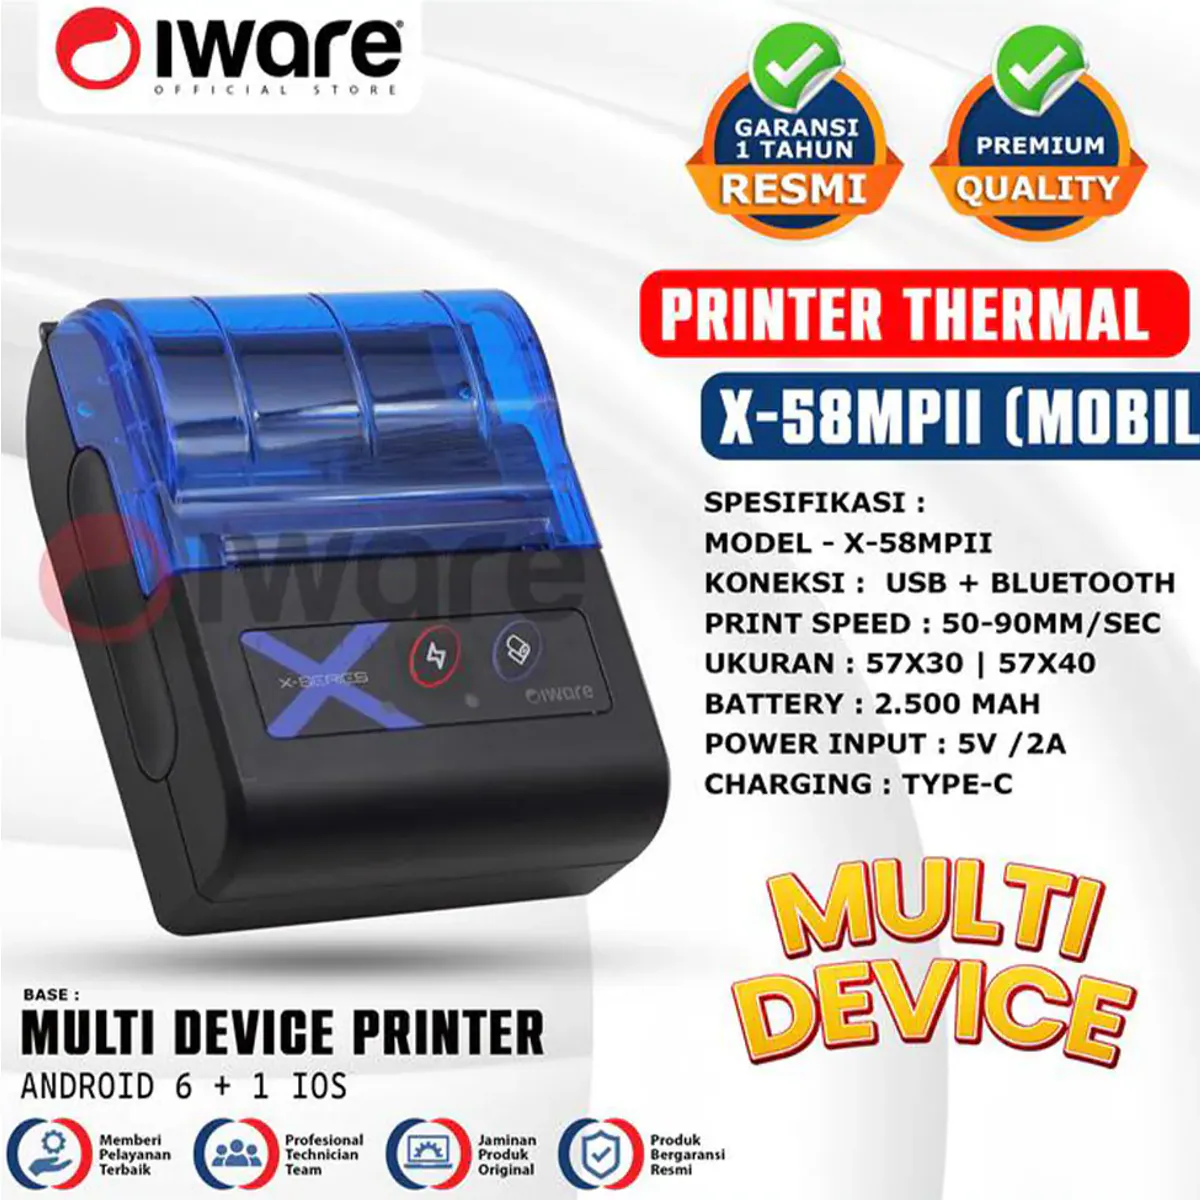 IWARE
OFFICIAL STORE
GARANSI
1 TAHUN
RESMI
PREMIUM
QUALITY
PRINTER THERMAL
X-58MPII (MOBIL
SPESIFIKASI :
MODEL - X-58MPII
KONEKSI : USB + BLUETOOTH
PRINT SPEED : 50-90MM/SEC
UKURAN : 57X30 | 57X40
BATTERY : 2.500 MAH
POWER INPUT : 5V /2A
CHARGING : TYPE-C
iware
X-SERIES
iware
MULTI
DEVICE
BASE :
MULTI DEVICE PRINTER
ANDROID 6 + 1 IOS
Memberi
Pelayanan
Terbaik
Profesional
Technician
Team
Jaminan
Produk
Original
Produk
Bergaransi
Resmi